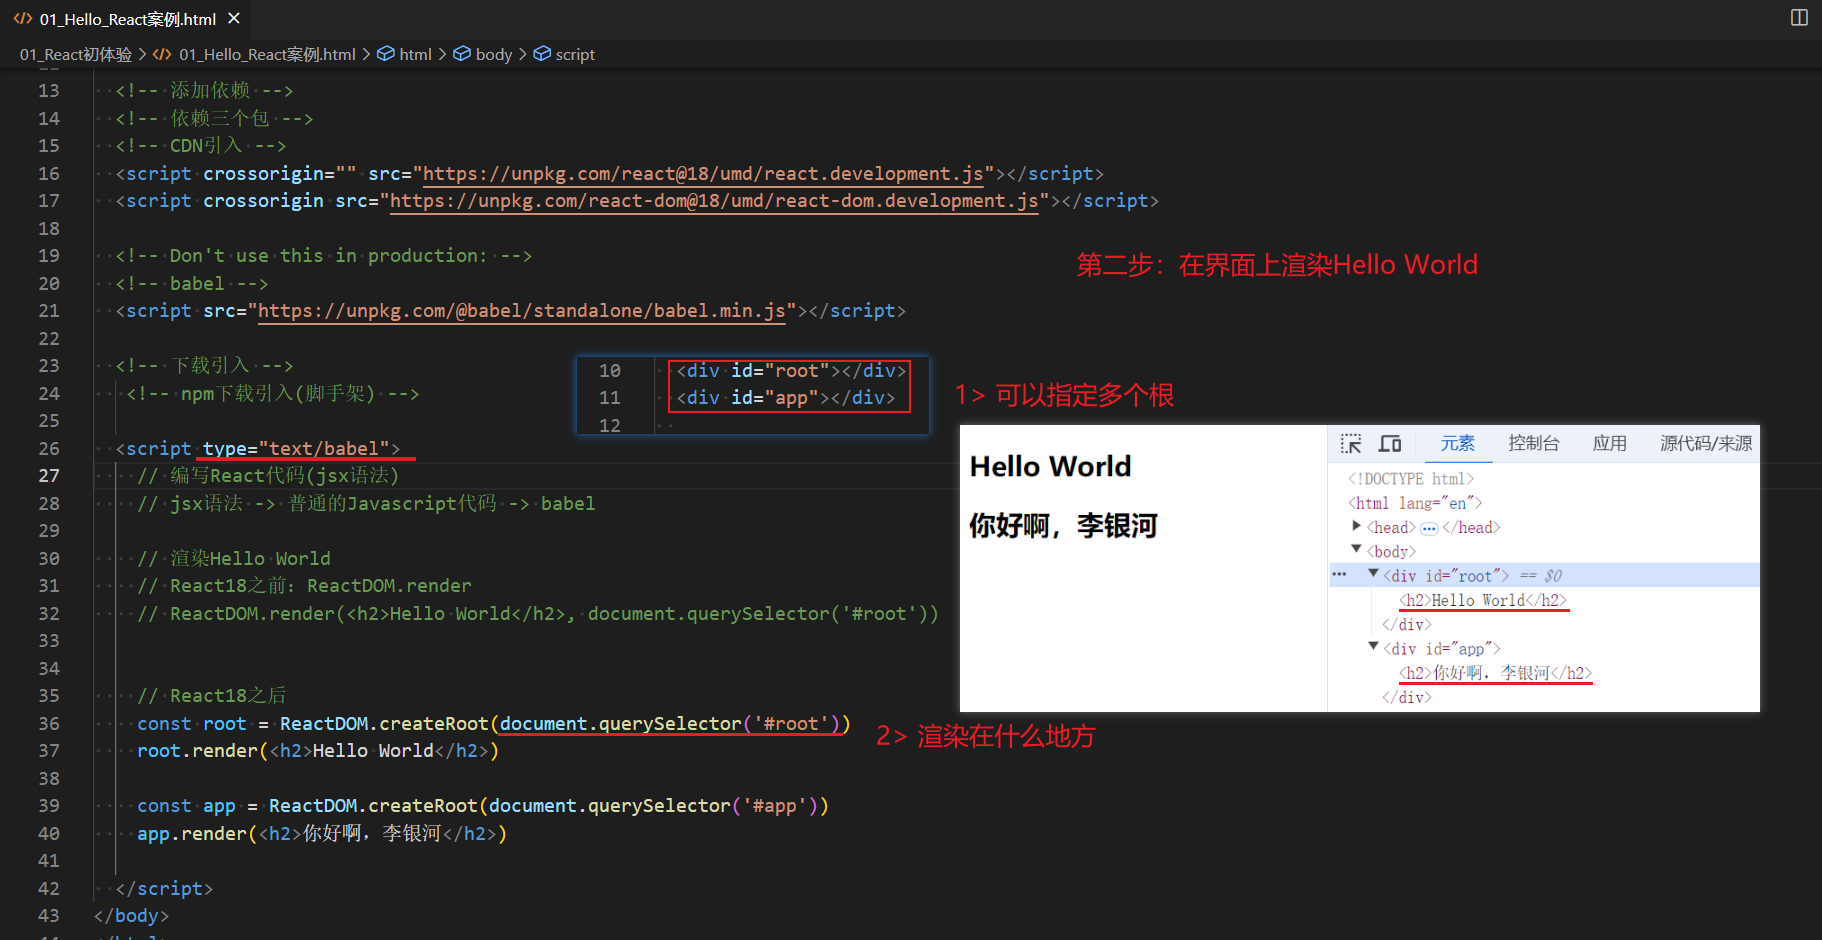 01_Hello_React案例.html
01_React初体验 > 01_Hello_React案例.html > html > body > script
13 <!-- 添加依赖 -->
14 <!-- 依赖三个包 -->
15 <!-- CDN引入 -->
16 <script crossorigin="" src="https://unpkg.com/react@18/umd/react.development.js"></script>
17 <script crossorigin src="https://unpkg.com/react-dom@18/umd/react-dom.development.js"></script>
18
19 <!-- Don't use this in production: -->
第二步：在界面上渲染Hello World
20 <!-- babel -->
21 <script src="https://unpkg.com/@babel/standalone/babel.min.js"></script>
22
23 <!-- 下载引入 -->
24 <!-- npm下载引入(脚手架) -->
25
10 <div id="root"></div>
11 <div id="app"></div>
12
1> 可以指定多个根
26 <script type="text/babel">
27 // 编写React代码(jsx语法)
28 // jsx语法 -> 普通的Javascript代码 -> babel
29
30 // 渲染Hello World
31 // React18之前：ReactDOM.render
32 // ReactDOM.render(<h2>Hello World</h2>, document.querySelector('#root'))
33
34
35 // React18之后
36 const root = ReactDOM.createRoot(document.querySelector('#root'))
2> 渲染在什么地方
37 root.render(<h2>Hello World</h2>)
38
39 const app = ReactDOM.createRoot(document.querySelector('#app'))
40 app.render(<h2>你好啊，李银河</h2>)
41
42 </script>
43 </body>
Hello World
你好啊，李银河
元素 控制台 应用 源代码/来源
<!DOCTYPE html>
<html lang="en">
<head>…</head>
<body>
<div id="root"> == $0
<h2>Hello World</h2>
</div>
<div id="app">
<h2>你好啊，李银河</h2>
</div>